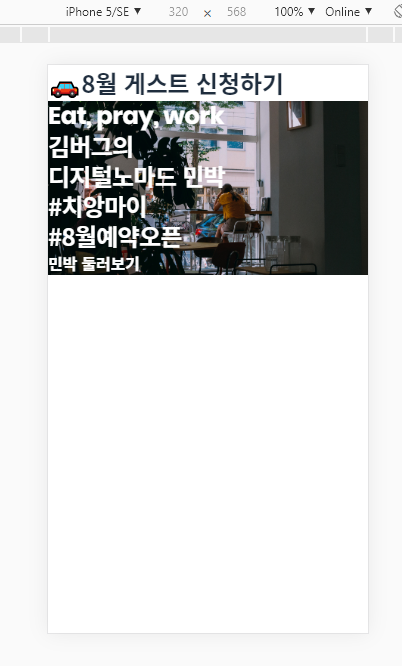 iPhone 5/SE ▼ 320 × 568 100% ▼ Online ▼
🚗8월 게스트 신청하기
Eat, pray, work
김버그의
디지털노마드 민박
#치앙마이
#8월예약오픈
민박 둘러보기